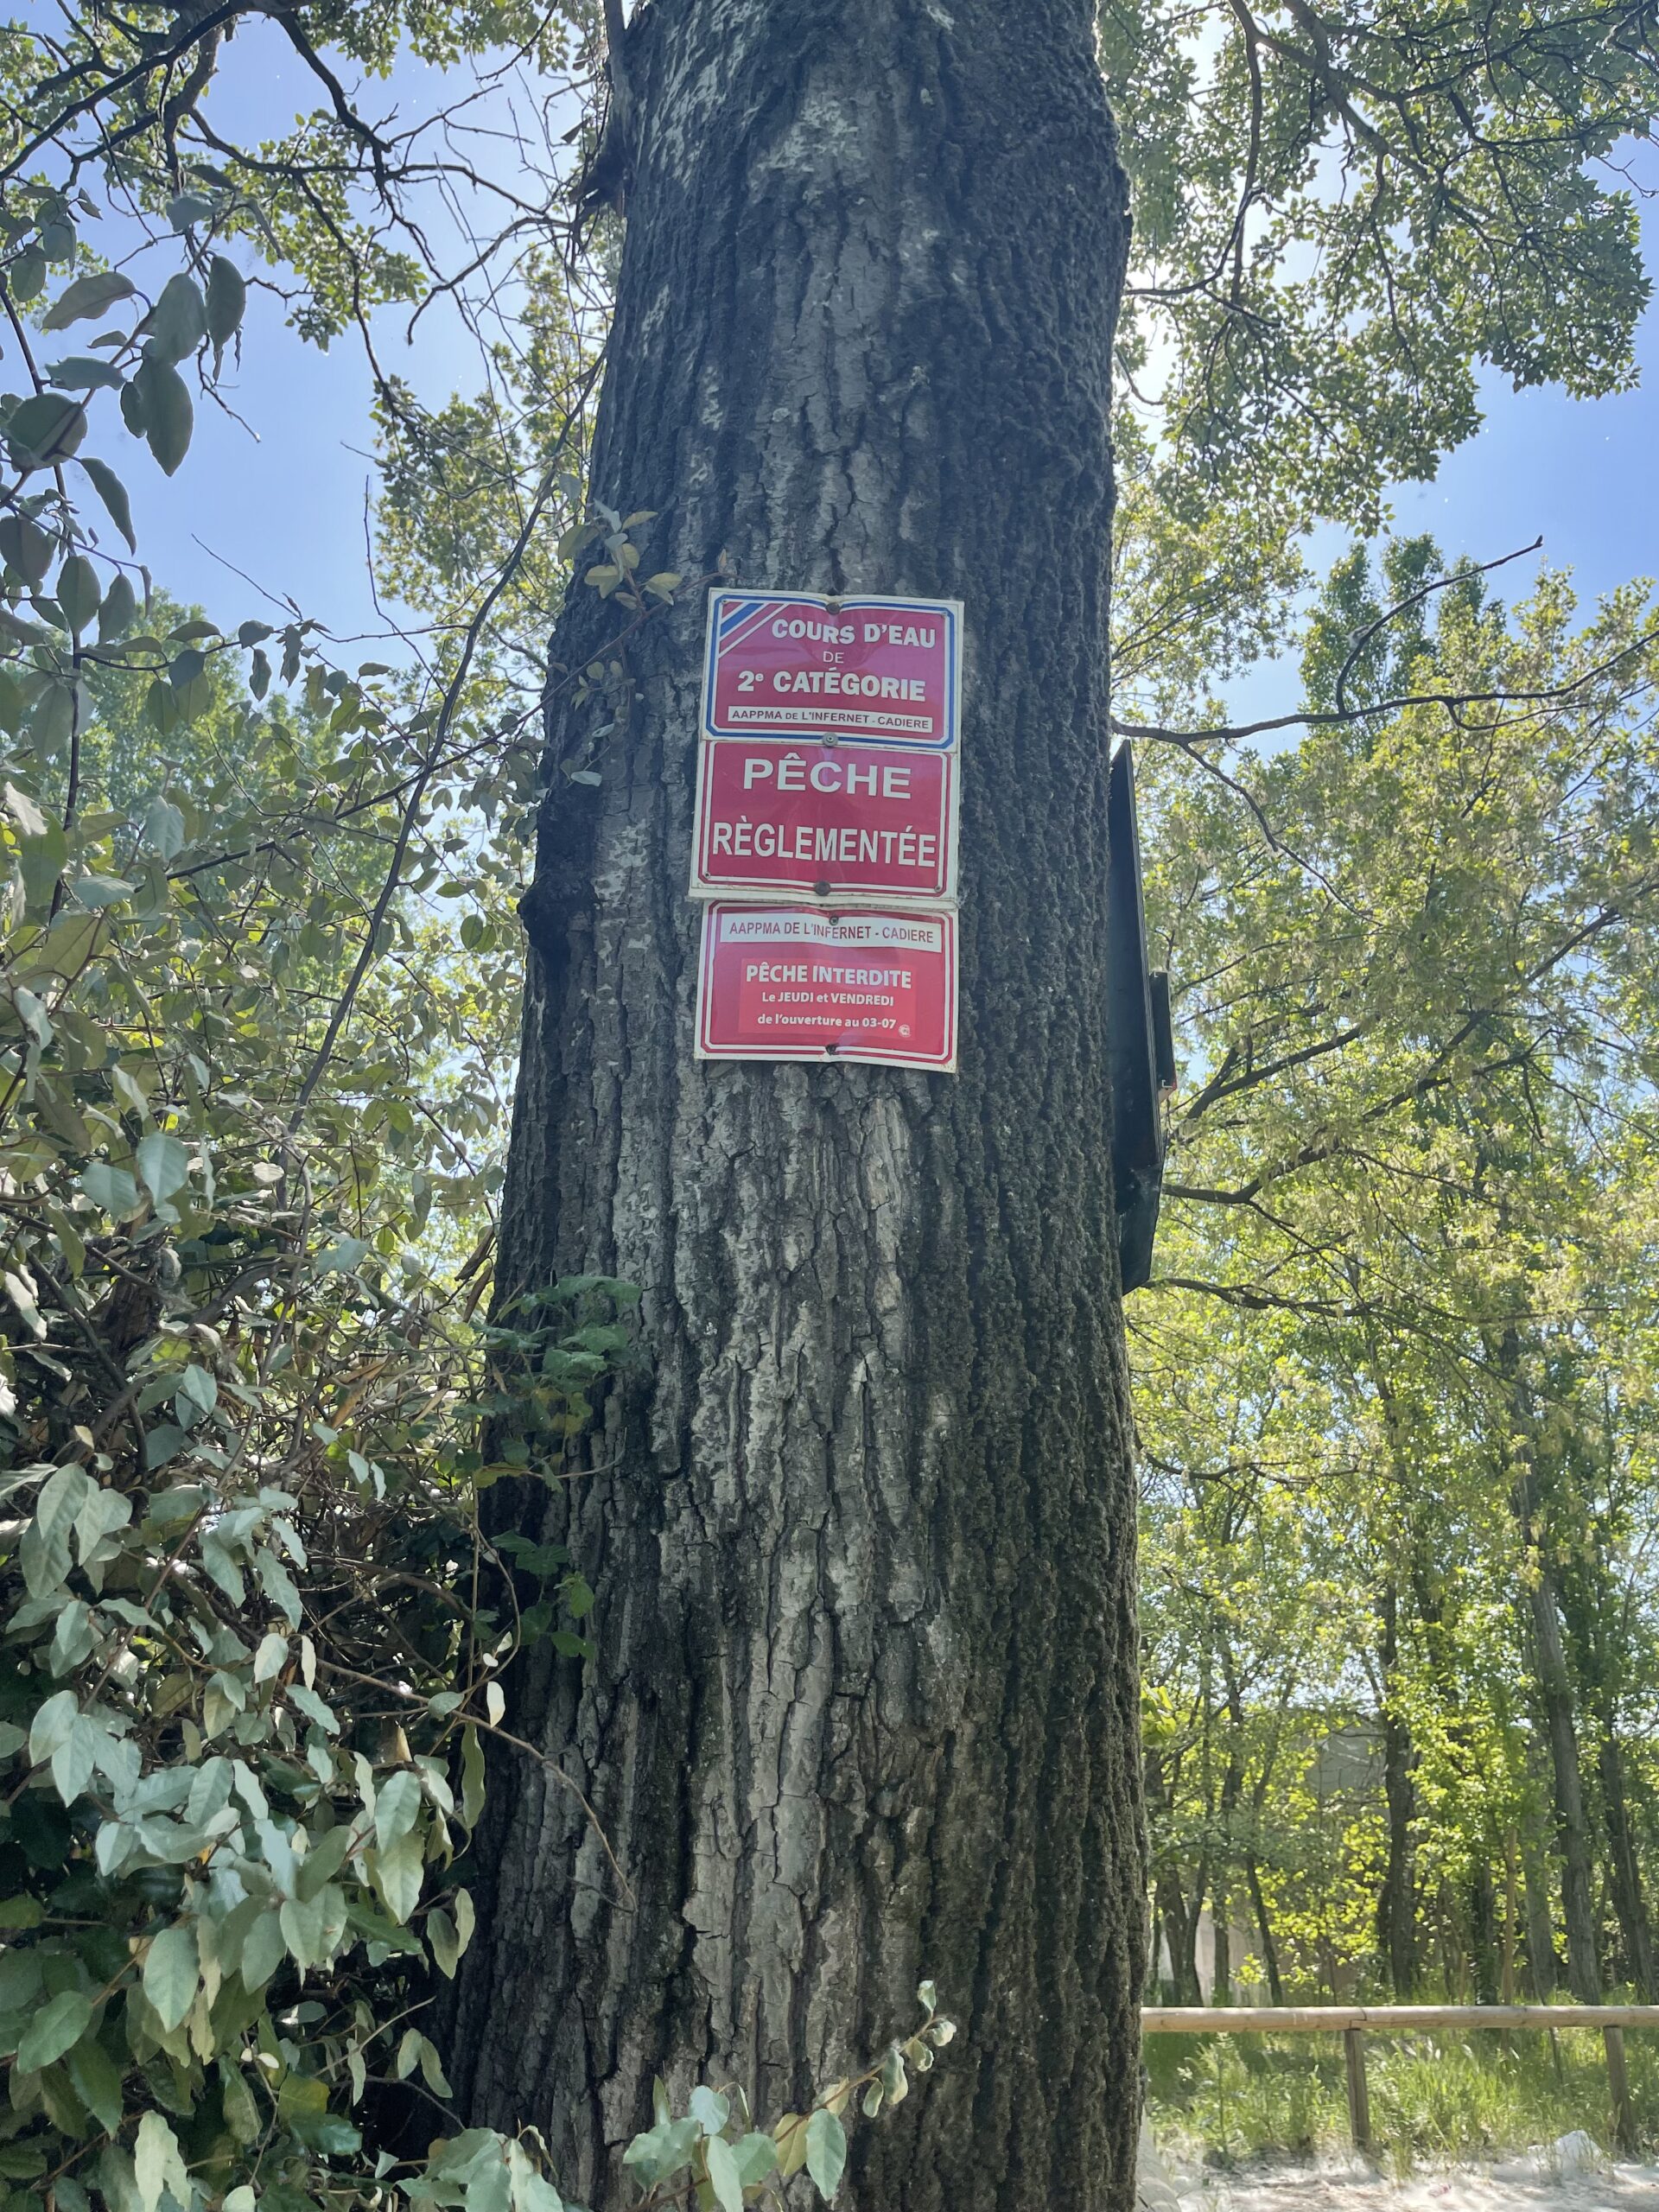 COURS D'EAU
DE
2e CATÉGORIE
AAPPMA DE L'INFERNET - CADIERE
PÊCHE
RÈGLEMENTÉE
AAPPMA DE L'INFERNET - CADIERE
PÊCHE INTERDITE
Le JEUDI et VENDREDI
de l'ouverture au 03-07